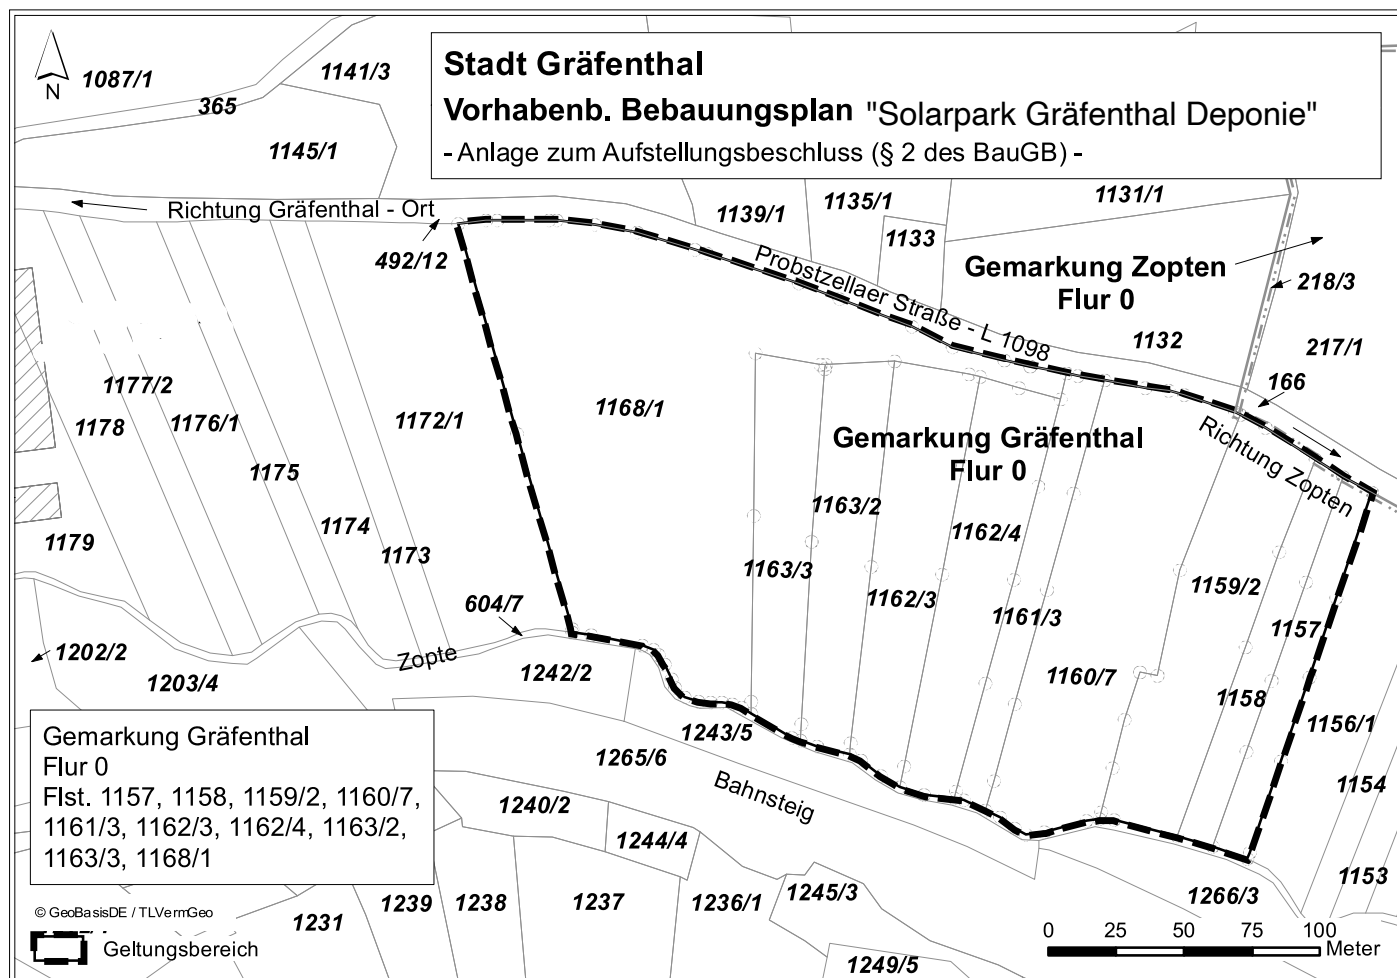 Stadt Gräfenthal
Vorhabenb. Bebauungsplan "Solarpark Gräfenthal Deponie"
- Anlage zum Aufstellungsbeschluss (§ 2 des BauGB) -
N
1087/1
1141/3
365
1145/1
Richtung Gräfenthal - Ort
492/12
1139/1
1135/1
1131/1
1133
Probstzellaer Straße - L 1098
Gemarkung Zopten
Flur 0
218/3
1132
217/1
166
1177/2
1178
1176/1
1172/1
1168/1
Gemarkung Gräfenthal
Flur 0
Richtung Zopten
1175
1163/2
1174
1162/4
1179
1173
1163/3
1159/2
604/7
1162/3
1161/3
1157
1202/2
Zopte
1203/4
1242/2
1160/7
1158
1156/1
1243/5
1265/6
Bahnsteig
1154
1240/2
1244/4
1153
1245/3
1266/3
1239
1238
1237
1236/1
1231
1249/5
Gemarkung Gräfenthal
Flur 0
Flst. 1157, 1158, 1159/2, 1160/7,
1161/3, 1162/3, 1162/4, 1163/2,
1163/3, 1168/1
© GeoBasisDE / TLVermGeo
Geltungsbereich
0 25 50 75 100
Meter